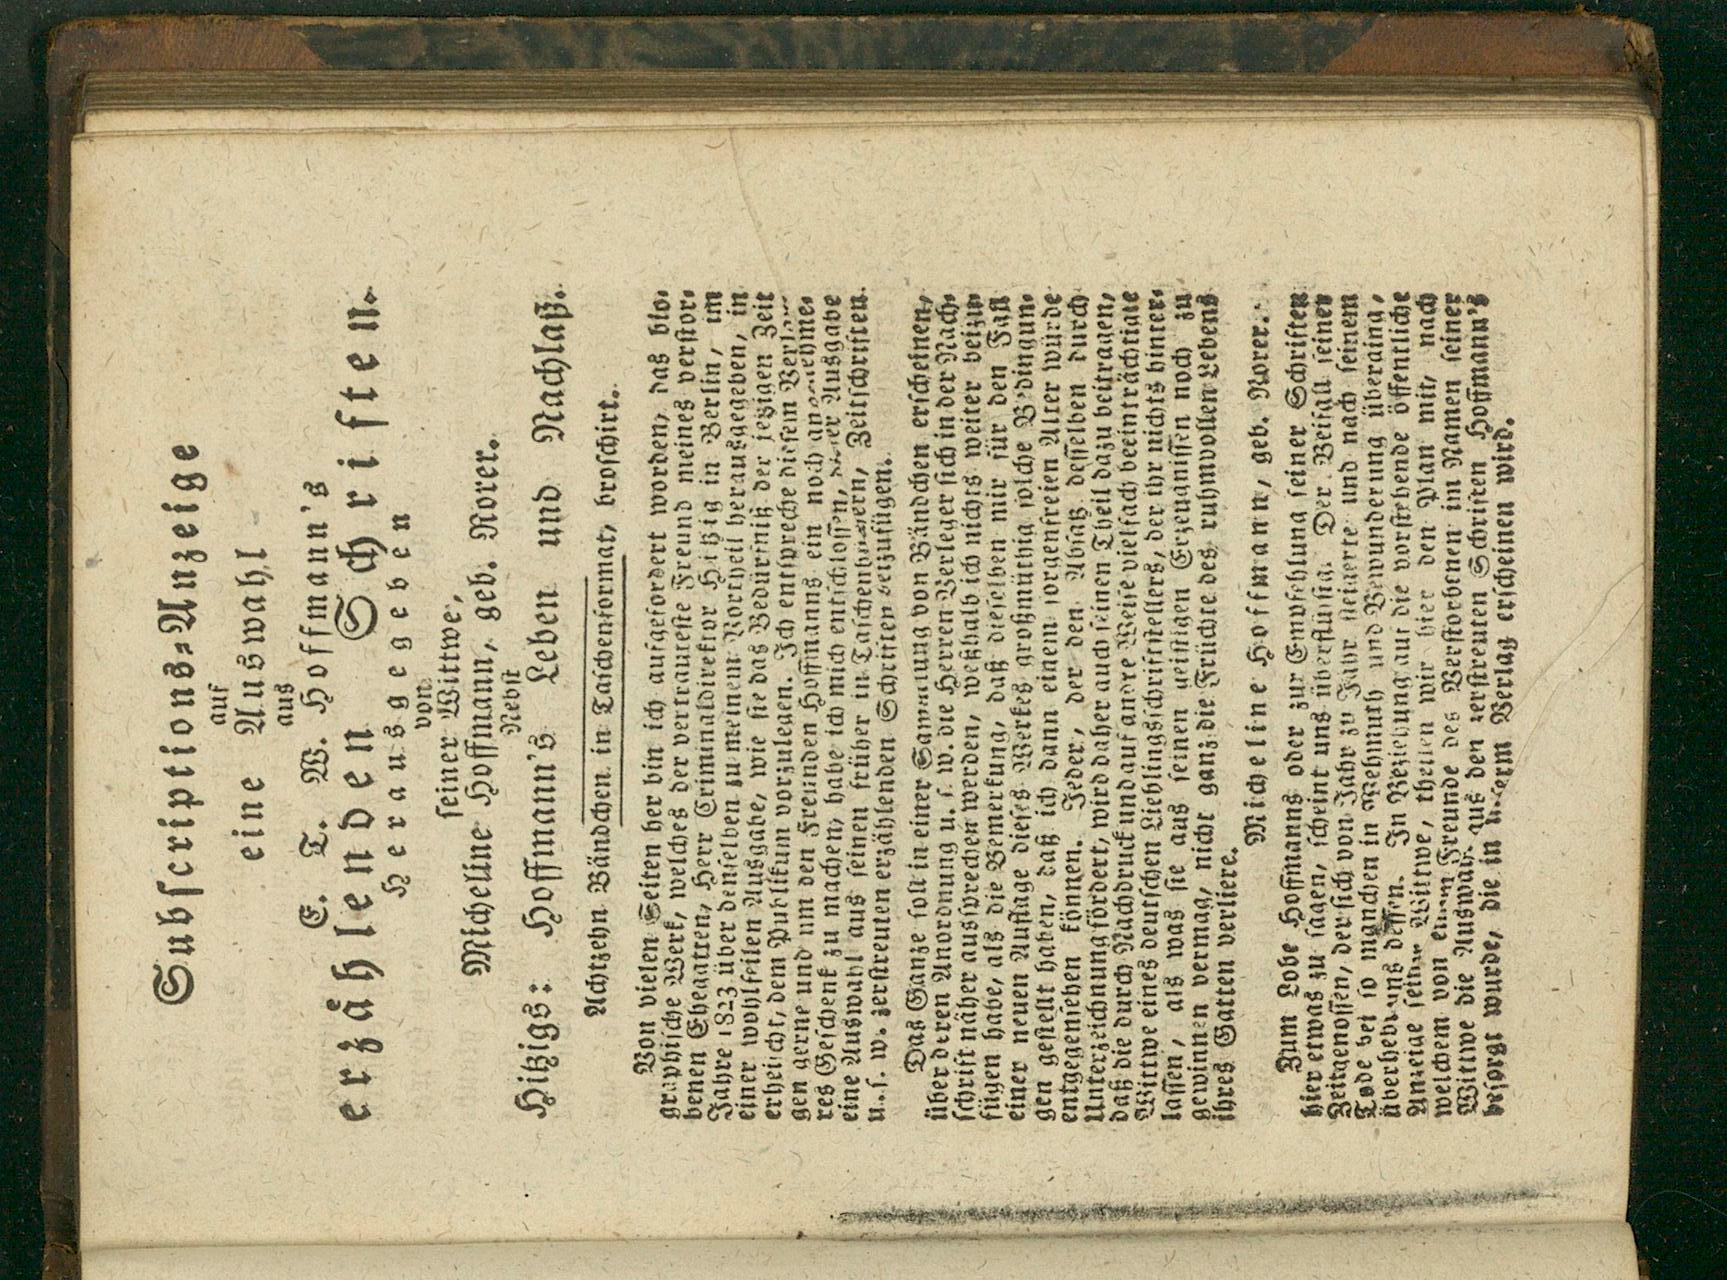 Subscriptions-Anzeige
auf
eine Auswahl
aus
E. T. W. Hoffmann's
erzählenden Schriften.
Herausgegeben
von
seiner Wittwe,
Micheline Hoffmann, geb. Rorer.
Nebst
Hitzigs: Hoffmann's Leben und Nachlaß.
Achtzehn Bändchen in Taschenformat, broschirt.
Von vielen Seiten her bin ich aufgefordert worden, das bio-
graphische Werk, welches der vertrauteste Freund meines verstor-
benen Ehegatten, Herr Criminaldirektor Hitzig in Berlin, im
Jahre 1823 über denselben zu meinem Vortheil herausgegeben, in
einer wohlfeilen Ausgabe, wie sie das Bedürfniß der jetzigen Zeit
erheischt, dem Publikum vorzulegen. Ich entspreche diesem Verlan-
gen gerne und um den Freunden Hoffmanns ein noch angenehme-
res Geschenk zu machen, habe ich mich entschlossen, dieser Ausgabe
eine Auswahl aus seinen früher in Taschenbüchern, Zeitschriften
u. s. w. zerstreuten erzählenden Schriften beizufügen.
Das Ganze soll in einer Sammlung von Bändchen erscheinen,
über deren Anordnung u. s. w. die Herren Verleger sich in der Nach-
schrift näher aussprechen werden, weßhalb ich nichts weiter beizu-
fügen habe, als die Bemerkung, daß dieselben mir für den Fall
einer neuen Auflage dieses Werkes großmüthig solche Bedingun-
gen gestellt haben, daß ich dann einem sorgenfreien Alter würde
entgegensehen können. Jeder, der den Absatz desselben durch
Unterzeichnung fördert, wird daher auch seinen Theil dazu beitragen,
daß die durch Nachdruck und auf andre Weise vielfach beeinträchtigte
Wittwe eines deutschen Lieblingsschriftstellers, der ihr nichts hinter-
lassen, als was sie aus seinen geistigen Erzeugnissen noch zu
gewinnen vermag, nicht ganz die Früchte des ruhmvollen Lebens
ihres Gatten verliere.
Micheline Hoffmann, geb. Rorer.
Zum Lobe Hoffmanns oder zur Empfehlung seiner Schriften
hier etwas zu sagen, scheint uns überflüssig. Der Beifall seiner
Zeitgenossen, der sich von Jahr zu Jahr steigerte und nach seinem
Tode bei so manchen in Wehmuth und Bewunderung überging,
überhebt uns dessen. In Beziehung auf die vorstehende öffentliche
Anzeige seiner Wittwe, theilen wir hier den Plan mit, nach
welchem von einem Freunde des Verstorbenen im Namen seiner
Wittwe die Auswahl aus den zerstreuten Schriften Hoffmann's
besorgt wurde, die in unserm Verlag erscheinen wird.